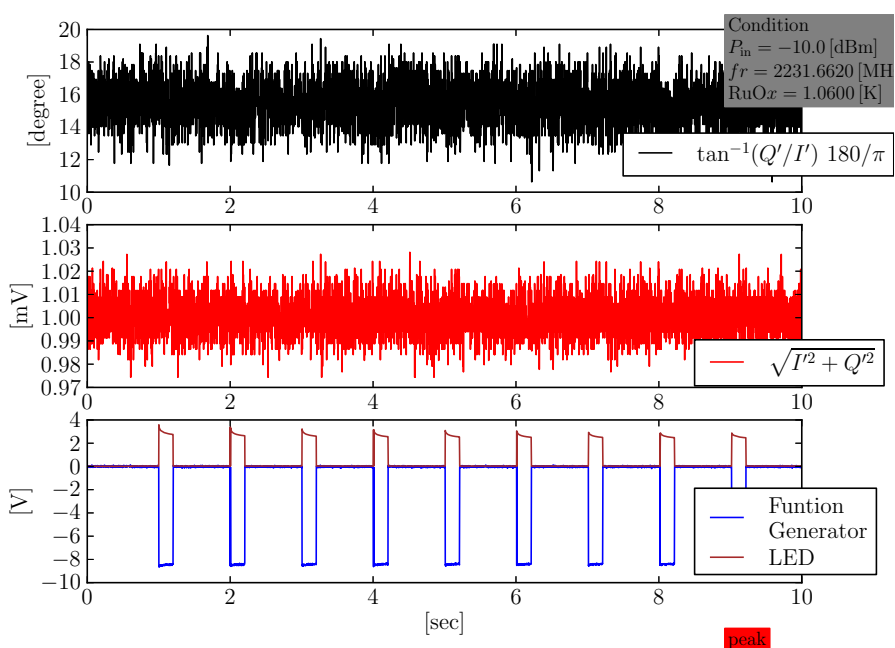 Condition
P_in = −10.0 [dBm]
fr = 2231.6620 [MH
RuOx = 1.0600 [K]
20
18
16
14
12
10
[degree]
tan⁻¹(Q′/I′) 180/π
0 2 4 6 8 10
1.04
1.03
1.02
1.01
1.00
0.99
0.98
0.97
[mV]
√I′² + Q′²
0 2 4 6 8 10
4
2
0
−2
−4
−6
−8
−10
[V]
Funtion
Generator
LED
0 2 4 6 8 10
[sec]
peak